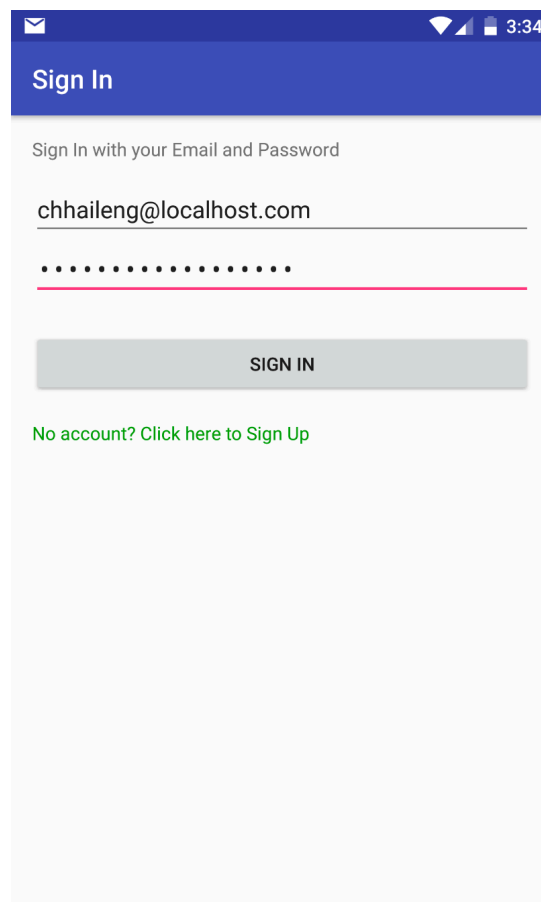 3:34
Sign In
Sign In with your Email and Password
chhaileng@localhost.com
••••••••••••••••••
SIGN IN
No account? Click here to Sign Up